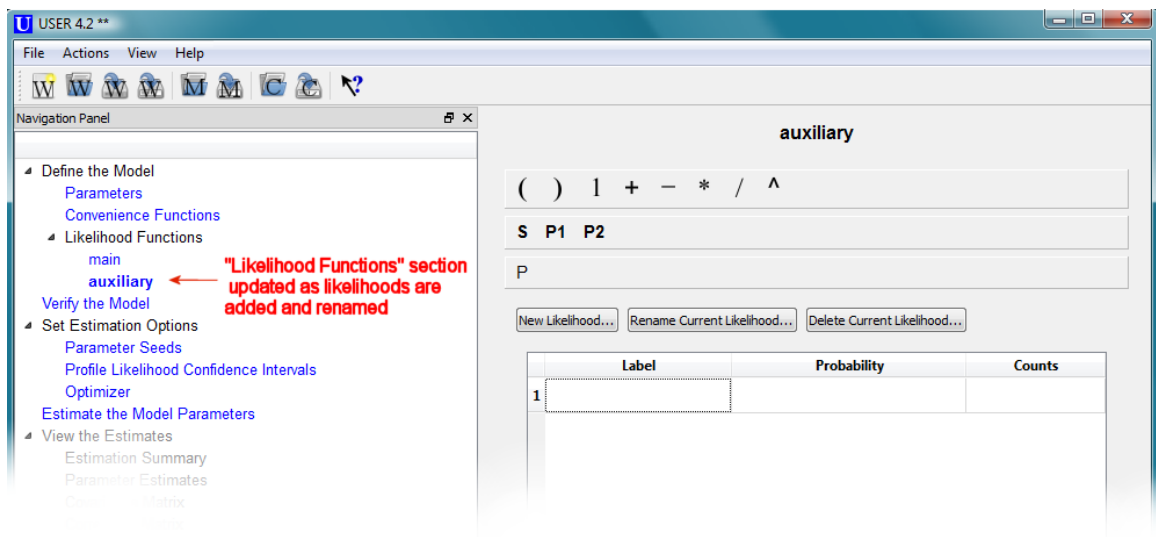 USER 4.2 **
File Actions View Help
W W W W M M C C ?
Navigation Panel
Define the Model
Parameters
Convenience Functions
Likelihood Functions
main
auxiliary
"Likelihood Functions" section
updated as likelihoods are
added and renamed
Verify the Model
Set Estimation Options
Parameter Seeds
Profile Likelihood Confidence Intervals
Optimizer
Estimate the Model Parameters
View the Estimates
Estimation Summary
Parameter Estimates
Matrix
auxiliary
( ) 1 + − * / ^
S P1 P2
P
New Likelihood... Rename Current Likelihood... Delete Current Likelihood...
Label Probability Counts
1